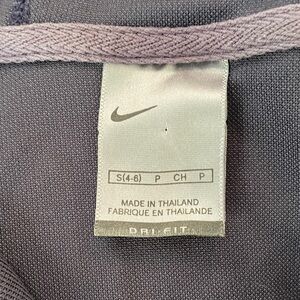 S(4-6) P CH P
MADE IN THAILAND
FABRIQUE EN THAILANDE
DRI-FIT